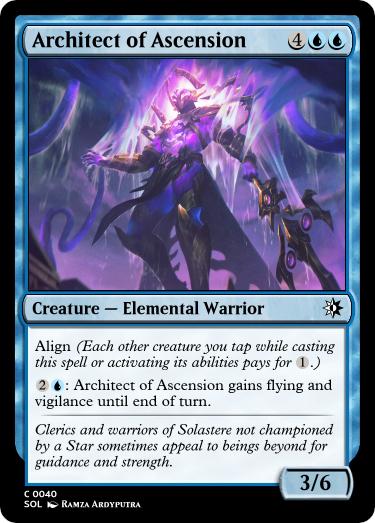 Architect of Ascension 4
Creature — Elemental Warrior
Align (Each other creature you tap while casting
this spell or activating its abilities pays for 1.)
2: Architect of Ascension gains flying and
vigilance until end of turn.
Clerics and warriors of Solastere not championed
by a Star sometimes appeal to beings beyond for
guidance and strength.
3/6
C 0040
SOL Ramza Ardyputra